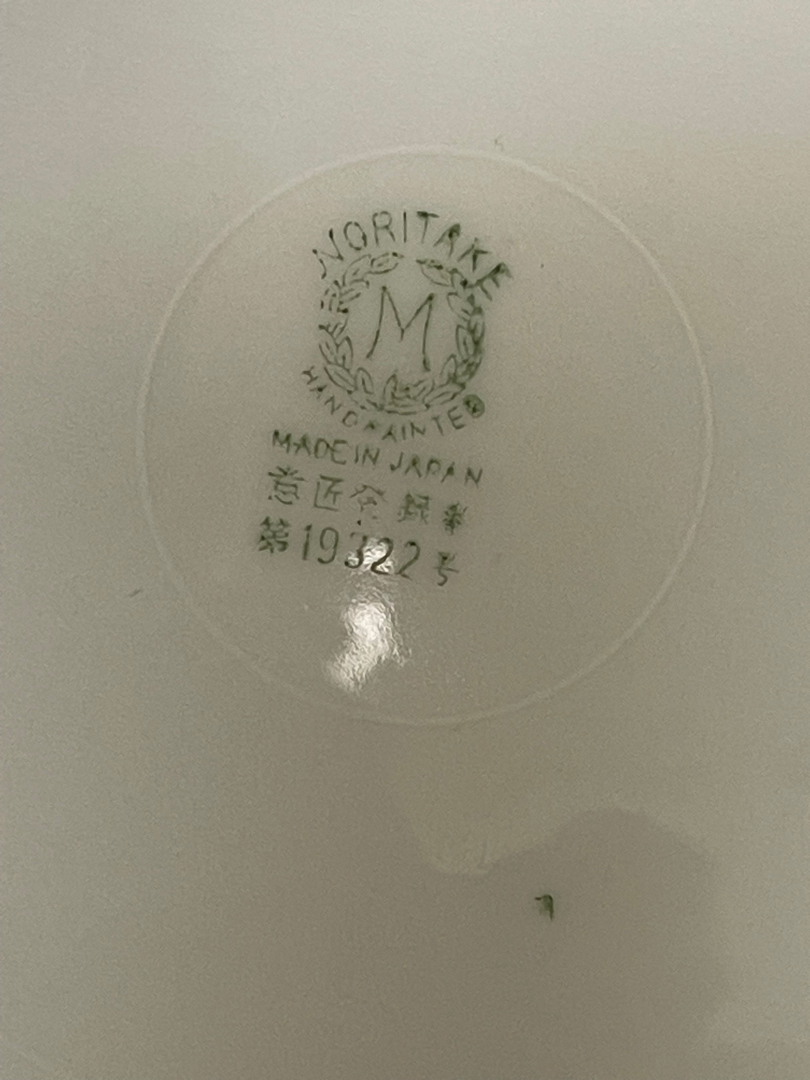 NORITAKE
M
HANDPAINTED
MADE IN JAPAN
意匠登録
第19322号